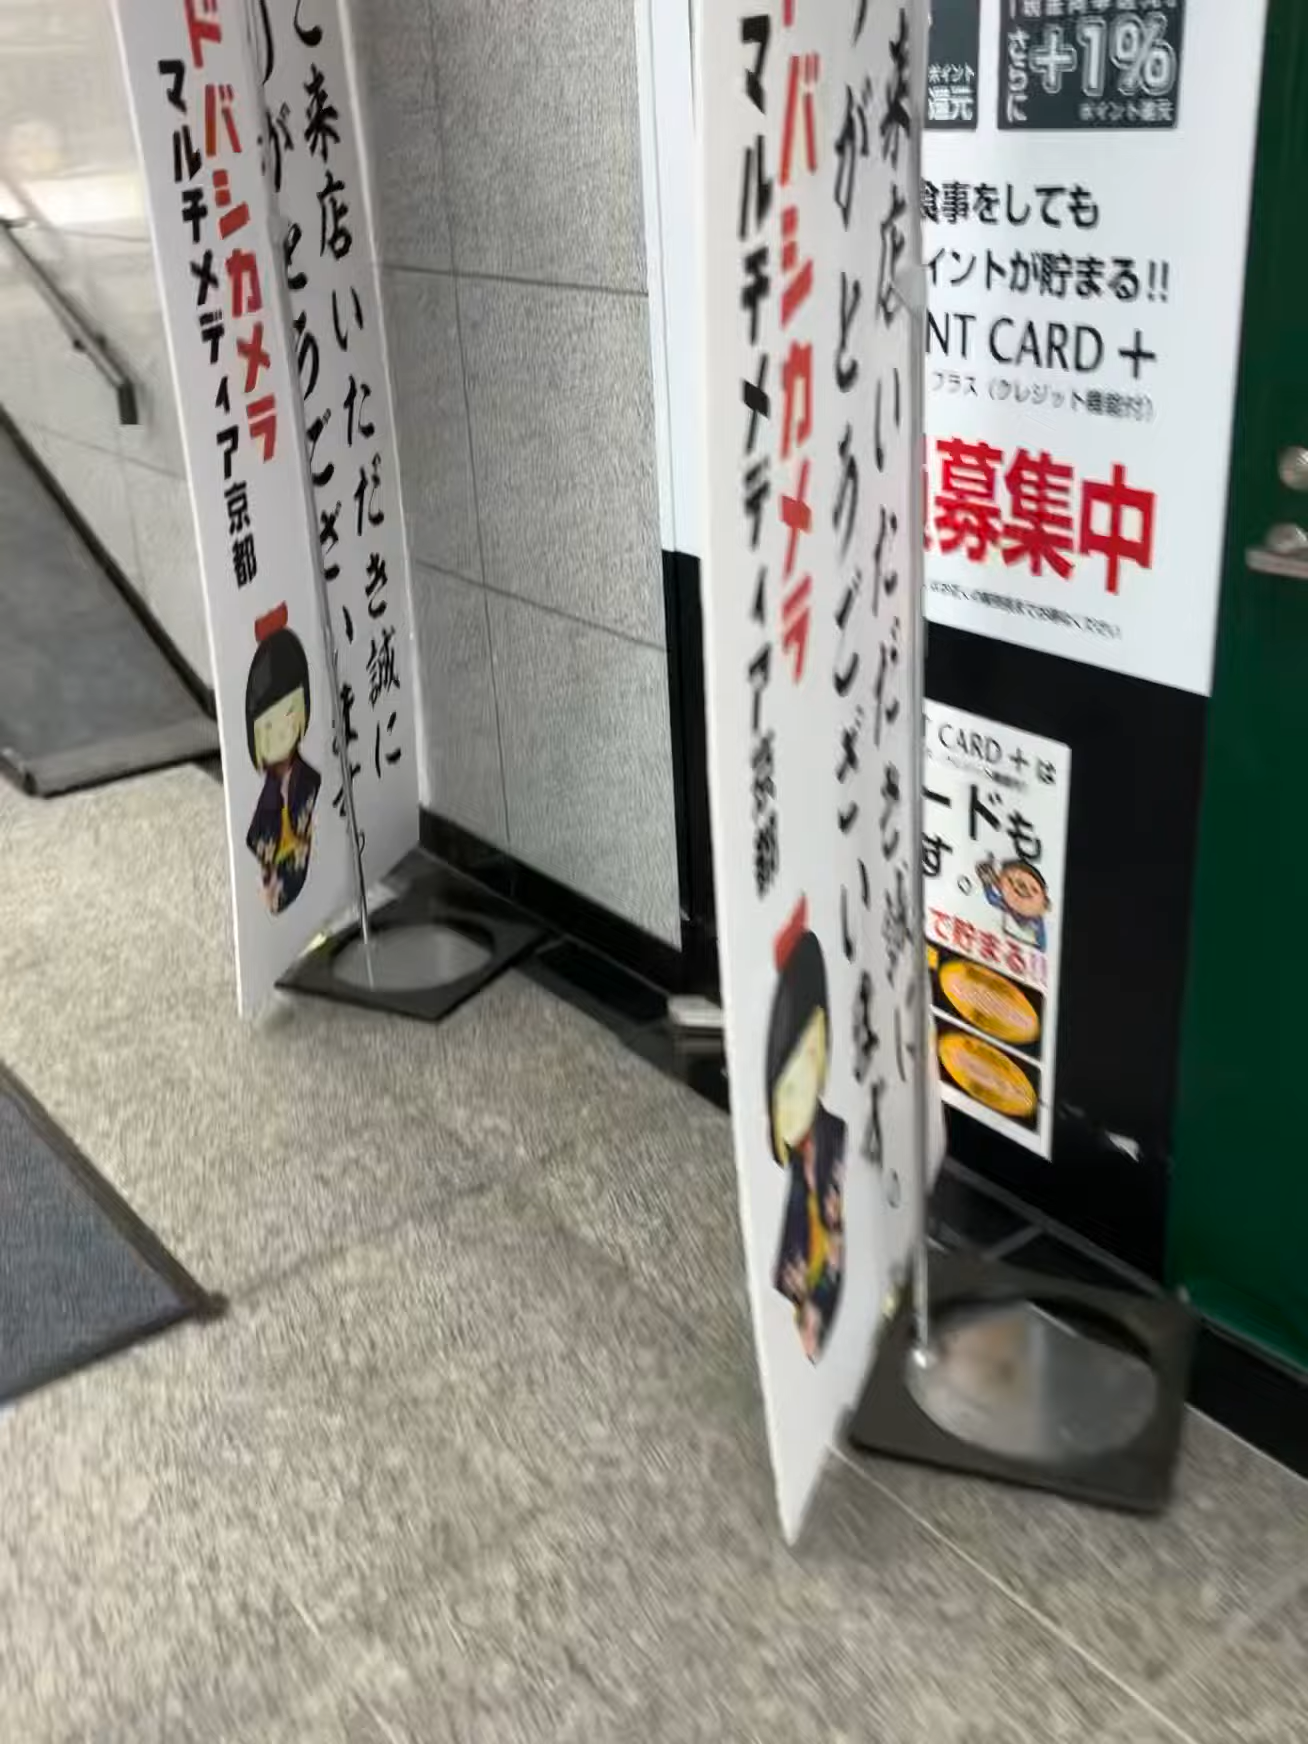 ご来店いただき誠に
りがとうございます。
ドバシカメラ
マルチメディア京都
来店いただき誠に
がとうございます。
ドバシカメラ
マルチメディア京都
ポイント
還元
さらに
+1%
ポイント還元
食事をしても
イントが貯まる!!
NT CARD +
プラス（クレジット機能付）
募集中
T CARD + は
ードも
す。
で貯まる!!